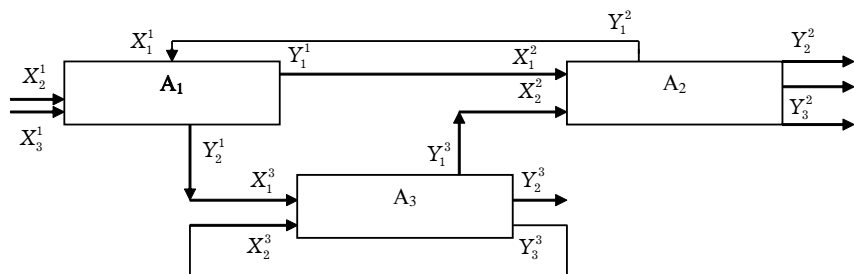 Y₁²
X₁¹
Y₁¹
X₁²
Y₂²
X₂¹
A₁
X₂²
A₂
Y₃²
X₃¹
Y₂¹
Y₁³
X₁³
A₃
Y₂³
X₂³
Y₃³